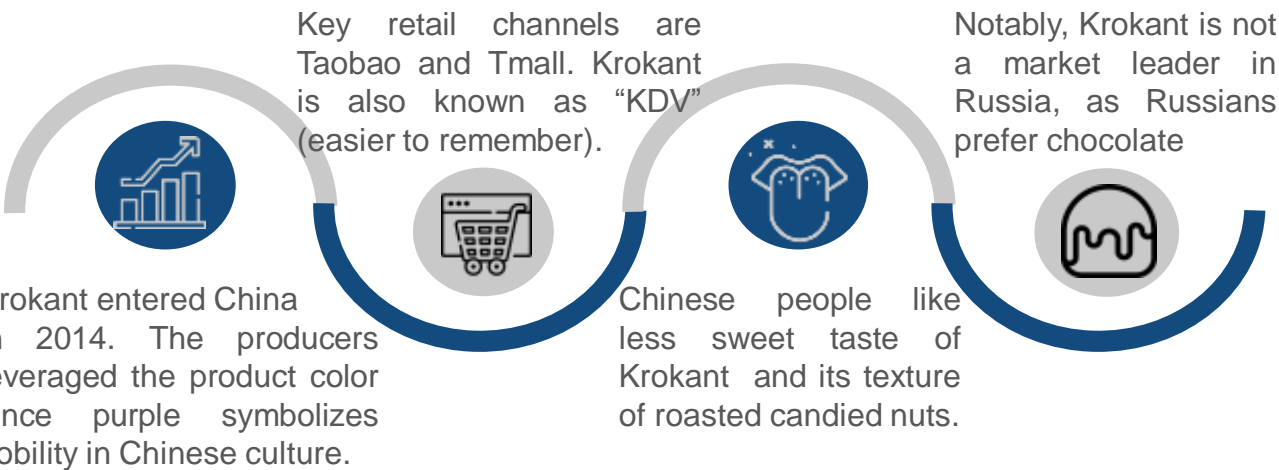 rokant entered China
n 2014. The producers
everaged the product color
ince purple symbolizes
obility in Chinese culture.
Key retail channels are
Taobao and Tmall. Krokant
is also known as “KDV”
(easier to remember).
Chinese people like
less sweet taste of
Krokant and its texture
of roasted candied nuts.
Notably, Krokant is not
a market leader in
Russia, as Russians
prefer chocolate